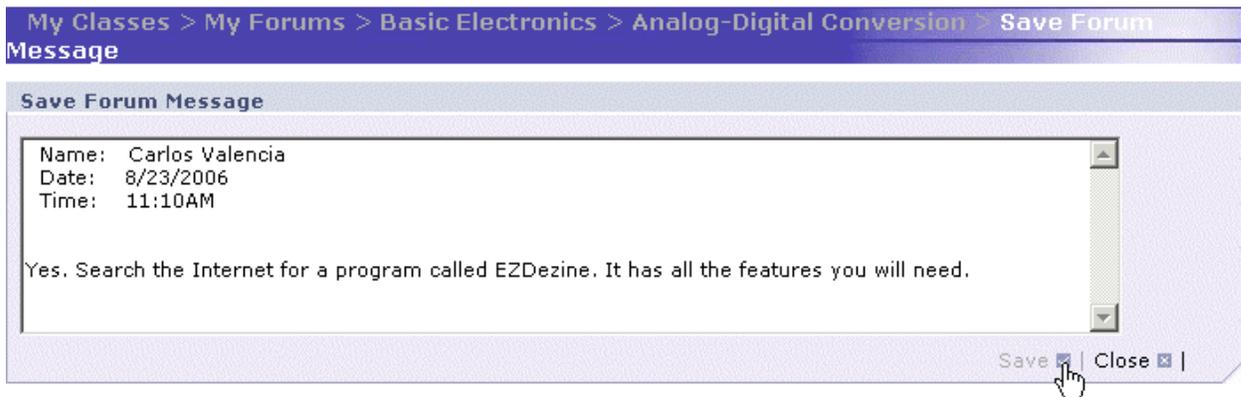 My Classes > My Forums > Basic Electronics > Analog-Digital Conversion > Save Forum
Message
Save Forum Message
Name: Carlos Valencia
Date: 8/23/2006
Time: 11:10AM
Yes. Search the Internet for a program called EZDezine. It has all the features you will need.
Save | Close |